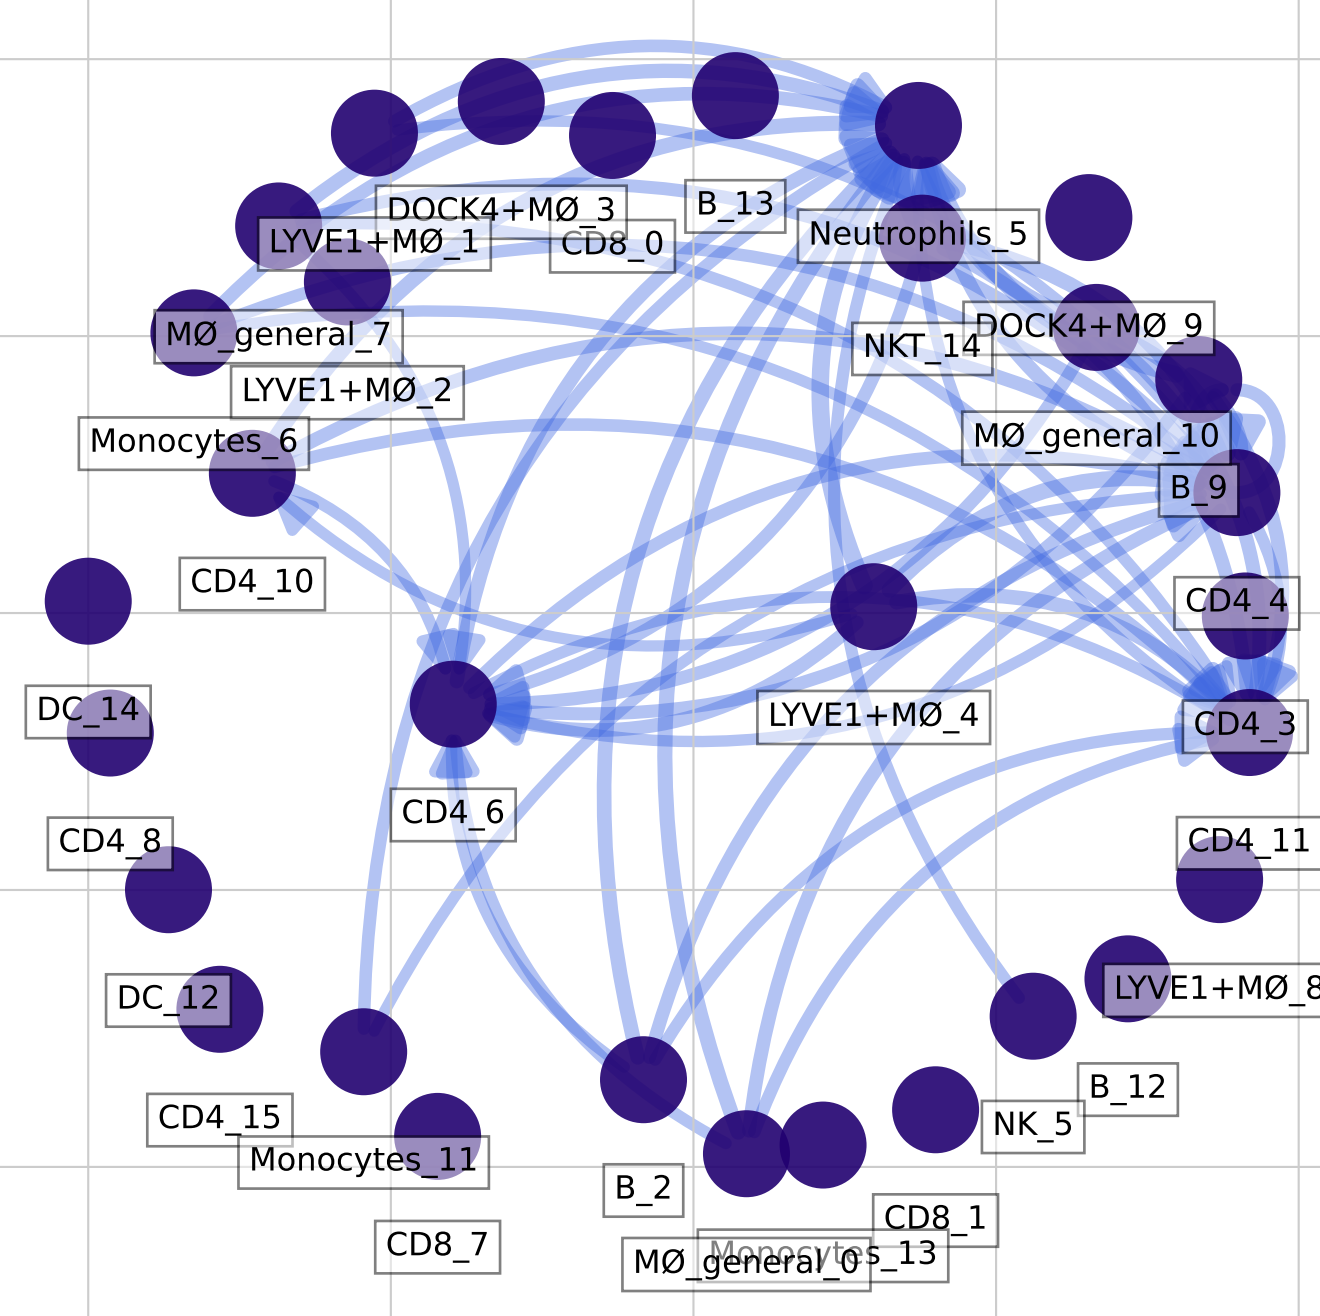 B_13
DOCK4+MØ_3
Neutrophils_5
LYVE1+MØ_1
CD8_0
DOCK4+MØ_9
MØ_general_7
NKT_14
LYVE1+MØ_2
MØ_general_10
Monocytes_6
B_9
CD4_10
CD4_4
DC_14
LYVE1+MØ_4
CD4_3
CD4_6
CD4_8
CD4_11
DC_12
LYVE1+MØ_8
B_12
CD4_15
NK_5
Monocytes_11
B_2
CD8_1
CD8_7
Monocytes_13
MØ_general_0